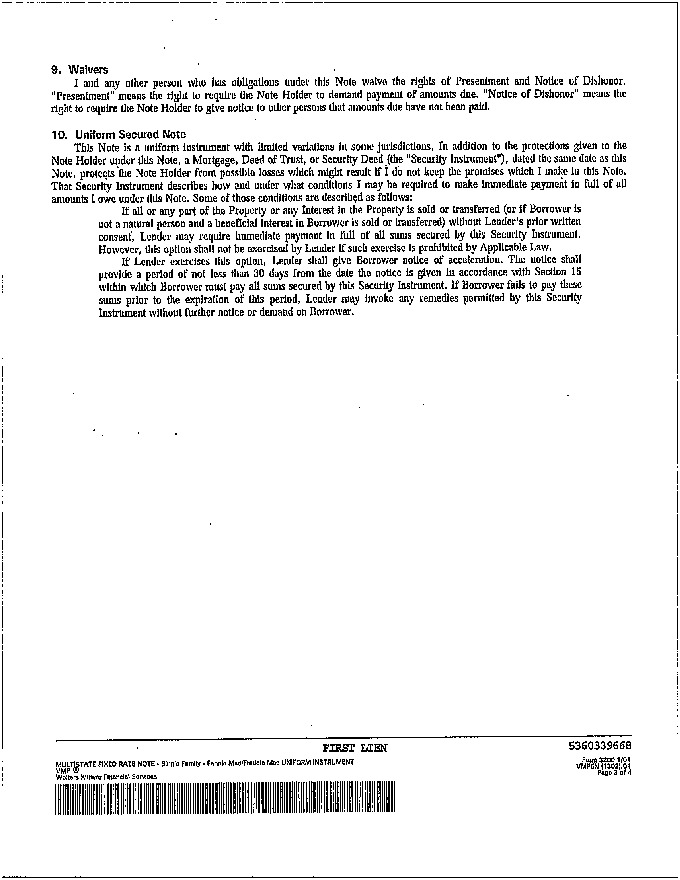 9. Waivers
I and any other person who has obligations under this Note waive the rights of Presentment and Notice of Dishonor.
"Presentment" means the right to require the Note Holder to demand payment of amounts due. "Notice of Dishonor" means the
right to require the Note Holder to give notice to other persons that amounts due have not been paid.
10. Uniform Secured Note
This Note is a uniform instrument with limited variations in some jurisdictions. In addition to the protections given to the
Note Holder under this Note, a Mortgage, Deed of Trust, or Security Deed (the "Security Instrument"), dated the same date as this
Note, protects the Note Holder from possible losses which might result if I do not keep the promises which I make in this Note.
That Security Instrument describes how and under what conditions I may be required to make immediate payment in full of all
amounts I owe under this Note. Some of those conditions are described as follows:
If all or any part of the Property or any Interest in the Property is sold or transferred (or if Borrower is
not a natural person and a beneficial interest in Borrower is sold or transferred) without Lender's prior written
consent, Lender may require immediate payment in full of all sums secured by this Security Instrument.
However, this option shall not be exercised by Lender if such exercise is prohibited by Applicable Law.
If Lender exercises this option, Lender shall give Borrower notice of acceleration. The notice shall
provide a period of not less than 30 days from the date the notice is given in accordance with Section 15
within which Borrower must pay all sums secured by this Security Instrument. If Borrower fails to pay these
sums prior to the expiration of this period, Lender may invoke any remedies permitted by this Security
Instrument without further notice or demand on Borrower.
FIRST LIEN 5360339668
MULTISTATE FIXED RATE NOTE - Single Family - Fannie Mae/Freddie Mac UNIFORM INSTRUMENT Form 3200 1/01
VMP ® VMP5N (1302).01
Wolters Kluwer Financial Services Page 3 of 4